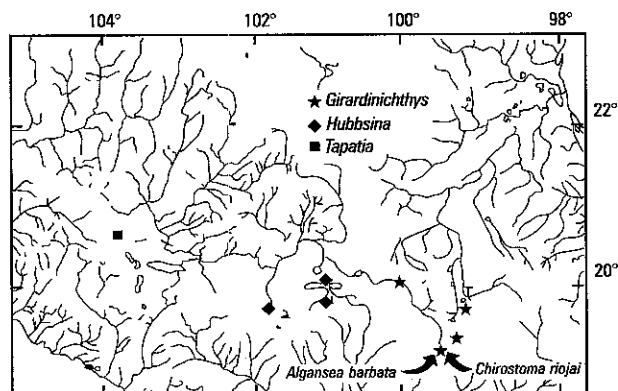 104° 102° 100° 98°
★ Girardinichthys
◆ Hubbsina
■ Tapatia
22°
20°
Algansea barbata Chirostoma riojai